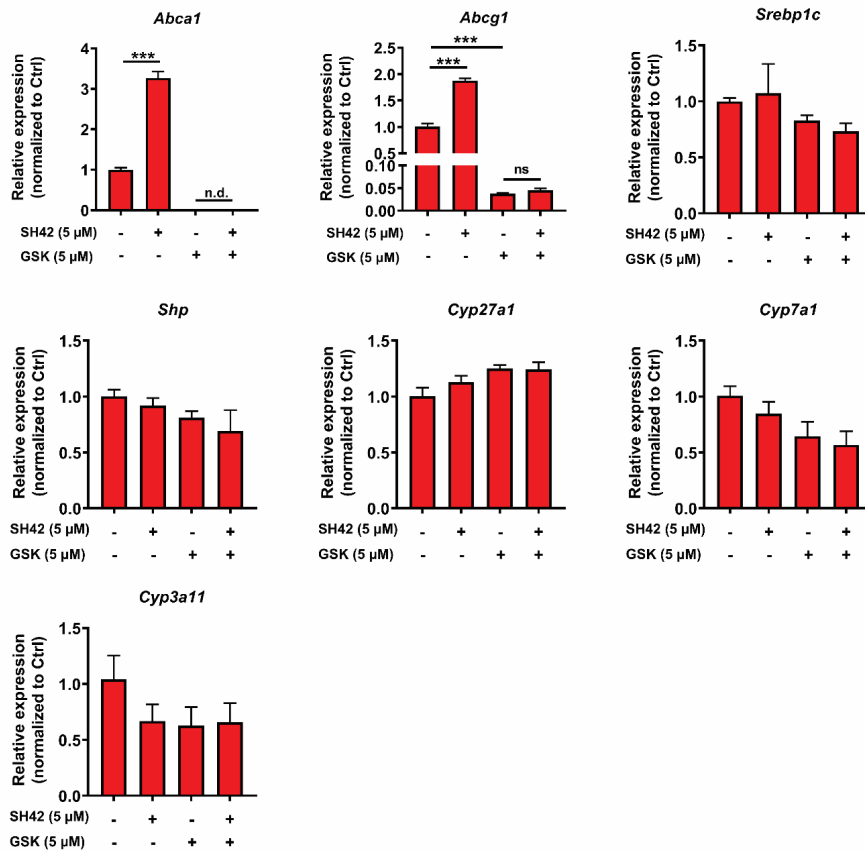 Abca1
Relative expression
(normalized to Ctrl)
4
3
2
1
0
***
n.d.
SH42 (5 µM) - + - +
GSK (5 µM) - - + +
Abcg1
Relative expression
(normalized to Ctrl)
2.5
2.0
1.5
1.0
0.5
0.10
0.05
0.00
***
***
ns
SH42 (5 µM) - + - +
GSK (5 µM) - - + +
Srebp1c
Relative expression
(normalized to Ctrl)
1.5
1.0
0.5
0.0
SH42 (5 µM) - + - +
GSK (5 µM) - - + +
Shp
Relative expression
(normalized to Ctrl)
1.5
1.0
0.5
0.0
SH42 (5 µM) - + - +
GSK (5 µM) - - + +
Cyp27a1
Relative expression
(normalized to Ctrl)
1.5
1.0
0.5
0.0
SH42 (5 µM) - + - +
GSK (5 µM) - - + +
Cyp7a1
Relative expression
(normalized to Ctrl)
1.5
1.0
0.5
0.0
SH42 (5 µM) - + - +
GSK (5 µM) - - + +
Cyp3a11
Relative expression
(normalized to Ctrl)
1.5
1.0
0.5
0.0
SH42 (5 µM) - + - +
GSK (5 µM) - - + +